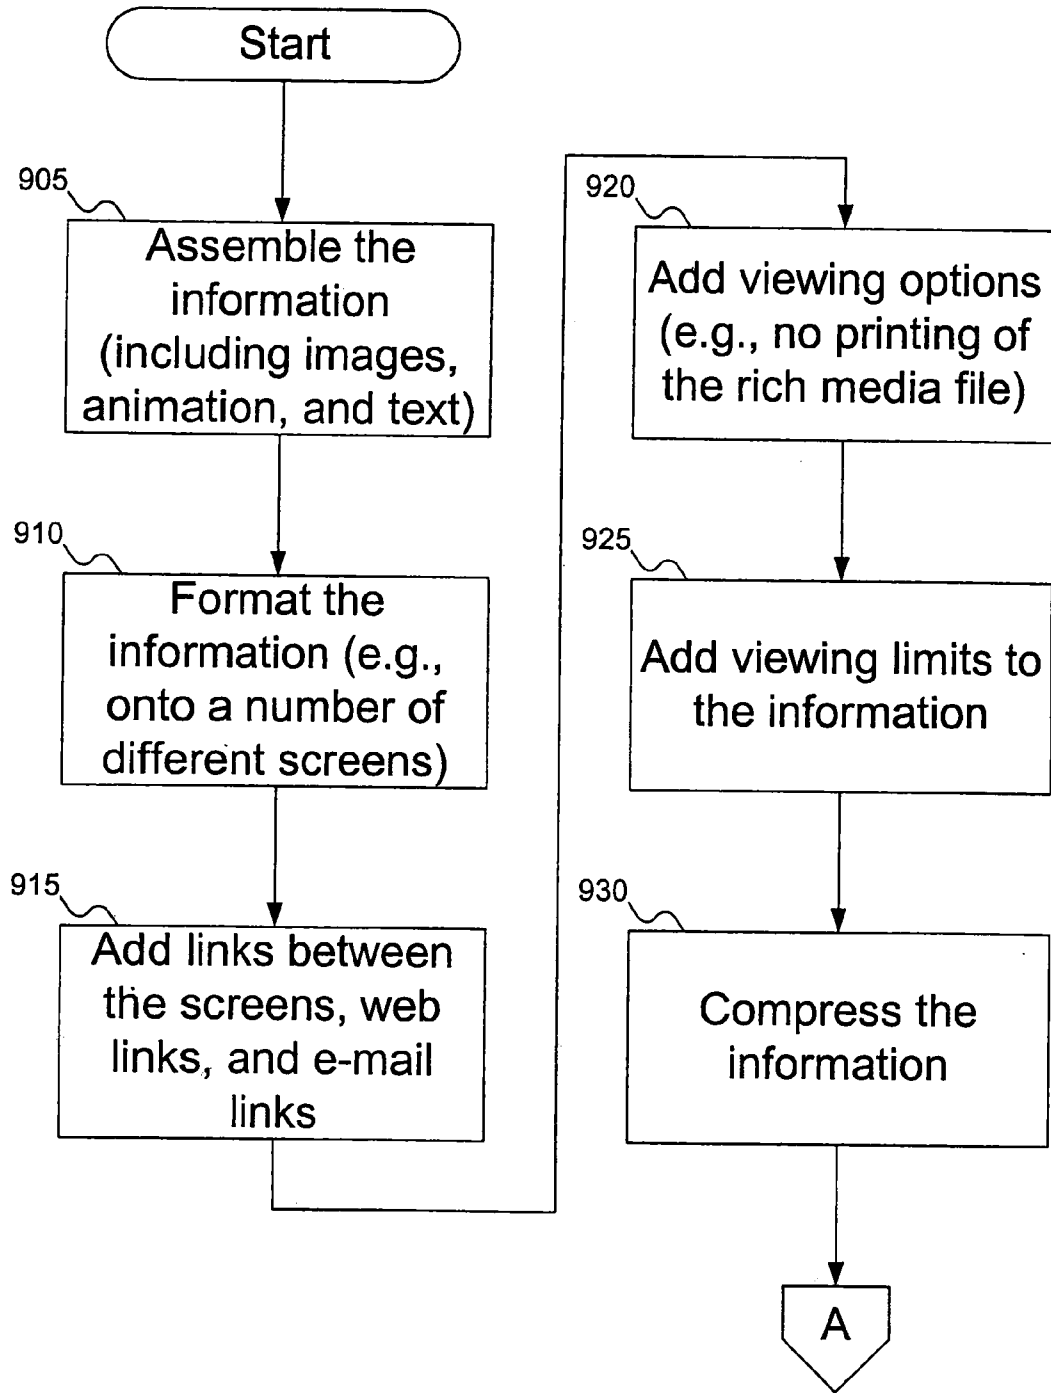 Start
905
Assemble the
information
(including images,
animation, and text)
910
Format the
information (e.g.,
onto a number of
different screens)
915
Add links between
the screens, web
links, and e-mail
links
920
Add viewing options
(e.g., no printing of
the rich media file)
925
Add viewing limits to
the information
930
Compress the
information
A